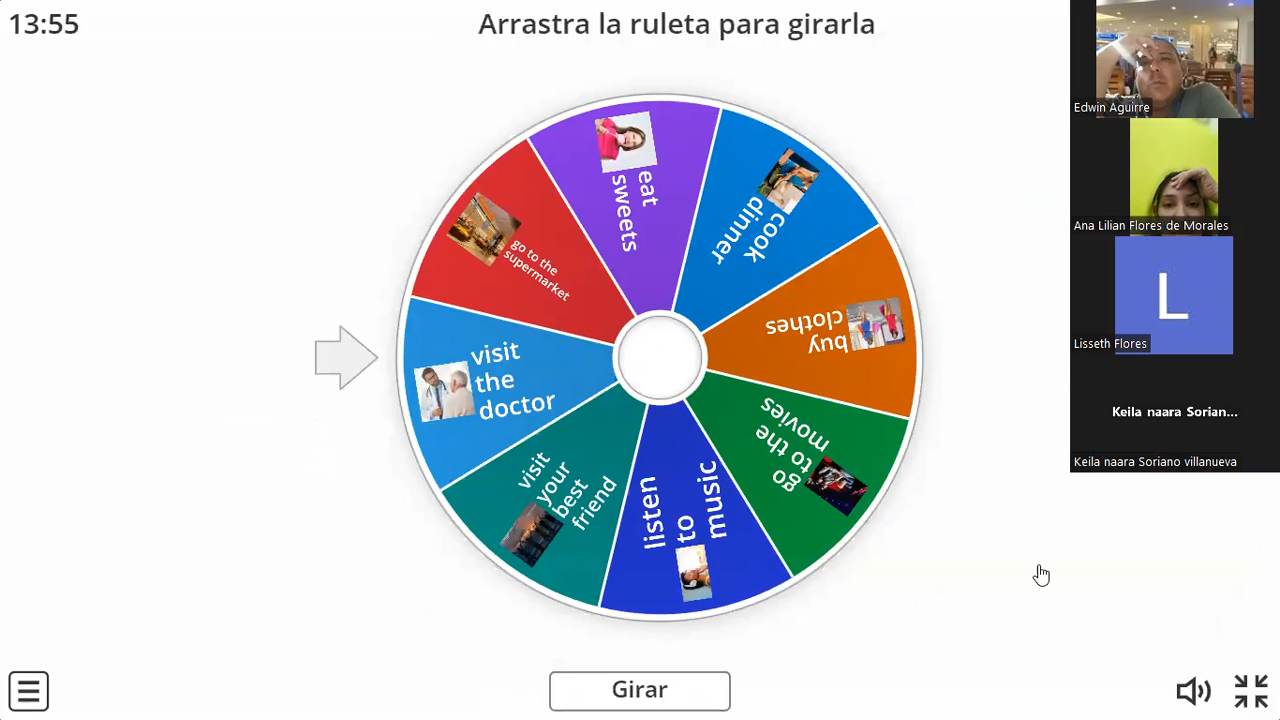 13:55
Arrastra la ruleta para girarla
eat
sweets
cook
dinner
buy
clothes
go
to the
movies
listen
to
music
visit
your
best
friend
visit
the
doctor
go to the
supermarket
Girar
Edwin Aguirre
Ana Lilian Flores de Morales
L
Lisseth Flores
Keila naara Sorian...
Keila naara Soriano villanueva